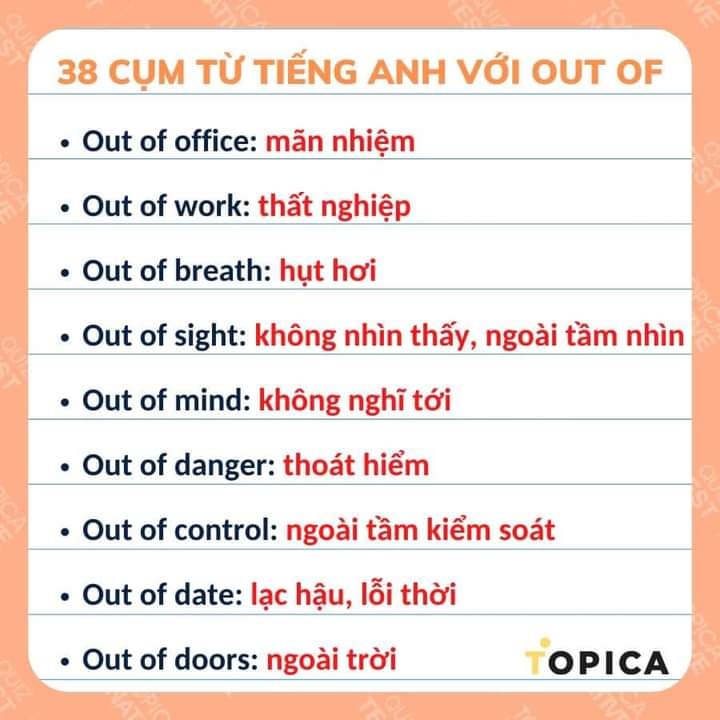 38 CỤM TỪ TIẾNG ANH VỚI OUT OF
• Out of office: mãn nhiệm
• Out of work: thất nghiệp
• Out of breath: hụt hơi
• Out of sight: không nhìn thấy, ngoài tầm nhìn
• Out of mind: không nghĩ tới
• Out of danger: thoát hiểm
• Out of control: ngoài tầm kiểm soát
• Out of date: lạc hậu, lỗi thời
• Out of doors: ngoài trời
TOPICA